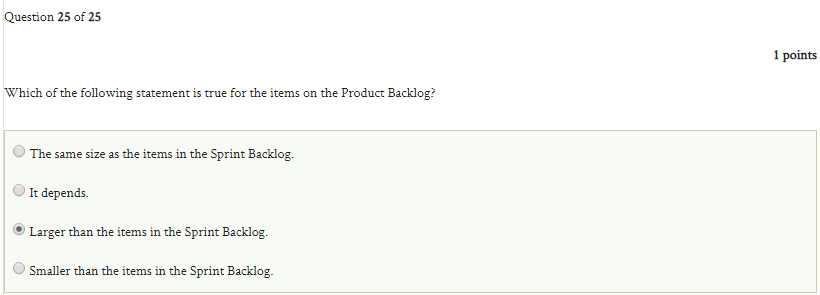 Question 25 of 25
1 points
Which of the following statement is true for the items on the Product Backlog?
The same size as the items in the Sprint Backlog.
It depends.
Larger than the items in the Sprint Backlog.
Smaller than the items in the Sprint Backlog.